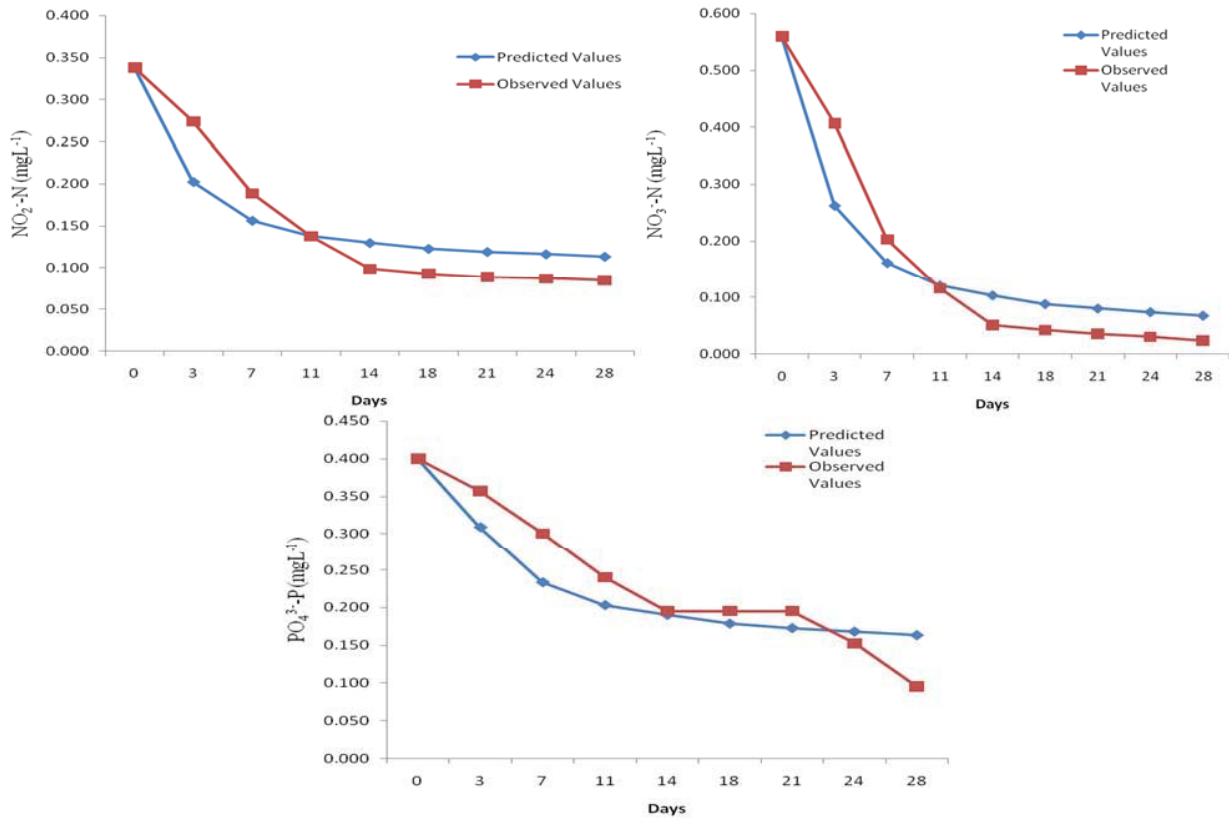 0.400
0.350
0.300
0.250
0.200
0.150
0.100
0.050
0.000
NO₂⁻-N (mgL⁻¹)
Predicted Values
Observed Values
0 3 7 11 14 18 21 24 28
Days
0.600
0.500
0.400
0.300
0.200
0.100
0.000
NO₃⁻-N (mgL⁻¹)
Predicted
Values
Observed
Values
0 3 7 11 14 18 21 24 28
Days
0.450
0.400
0.350
0.300
0.250
0.200
0.150
0.100
0.050
0.000
PO₄³⁻-P (mgL⁻¹)
Predicted
Values
Observed
Values
0 3 7 11 14 18 21 24 28
Days